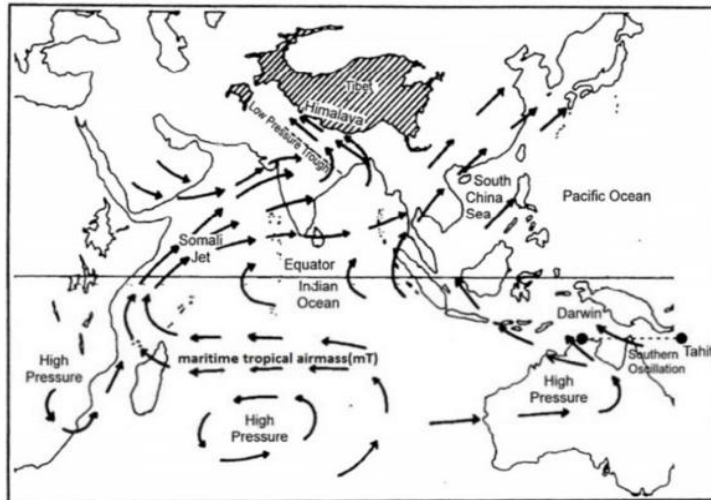 Tibet
Himalaya
Low Pressure Trough
South
China
Sea
Pacific Ocean
Somali
Jet
Equator
Indian
Ocean
Darwin
Tahiti
maritime tropical airmass(mT)
Southern
Oscillation
High
Pressure
High
Pressure
High
Pressure